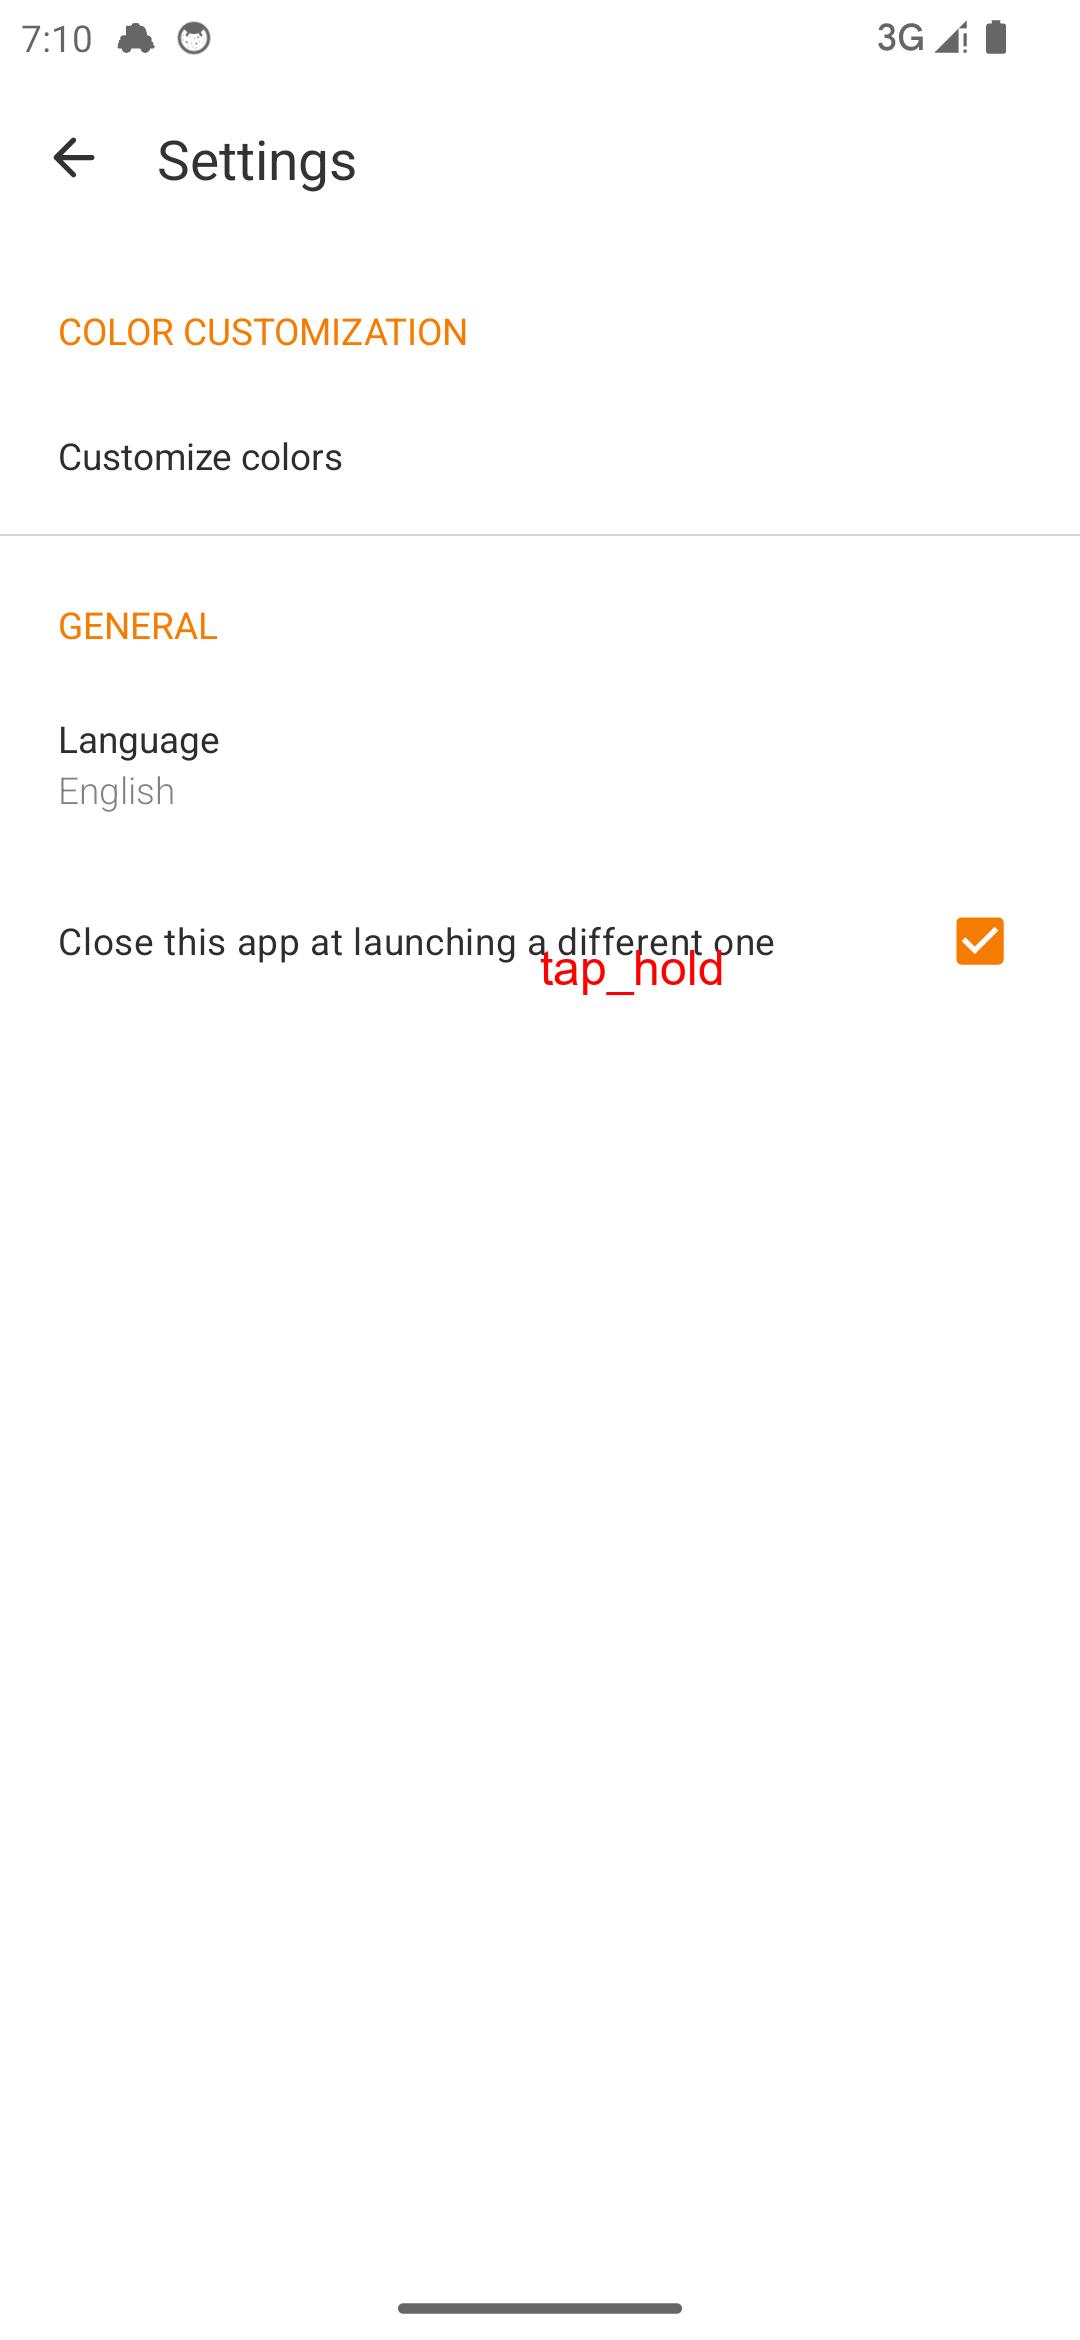 7:10
3G
Settings
COLOR CUSTOMIZATION
Customize colors
GENERAL
Language
English
Close this app at launching a different one
tap_hold